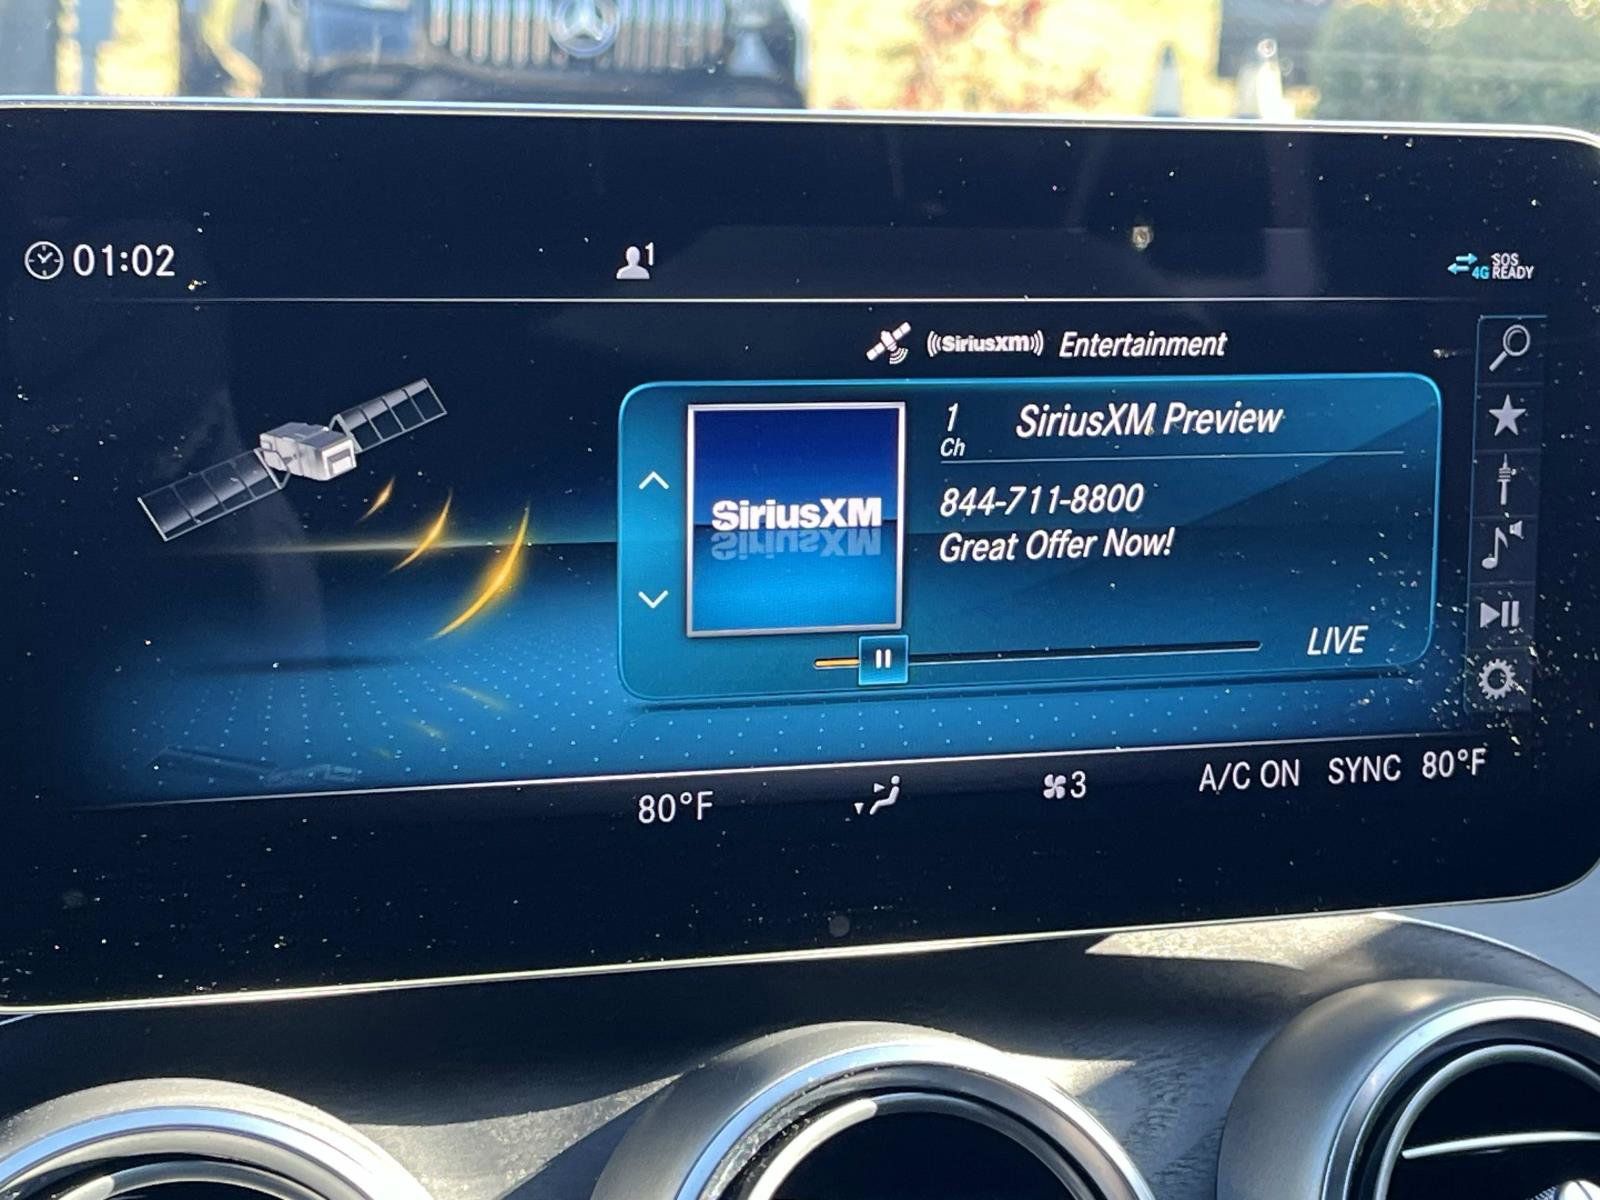 01:02
1
4G
SOS
READY
((SiriusXM)) Entertainment
1
Ch
SiriusXM Preview
SiriusXM
844-711-8800
Great Offer Now!
LIVE
80°F
3
A/C ON SYNC 80°F